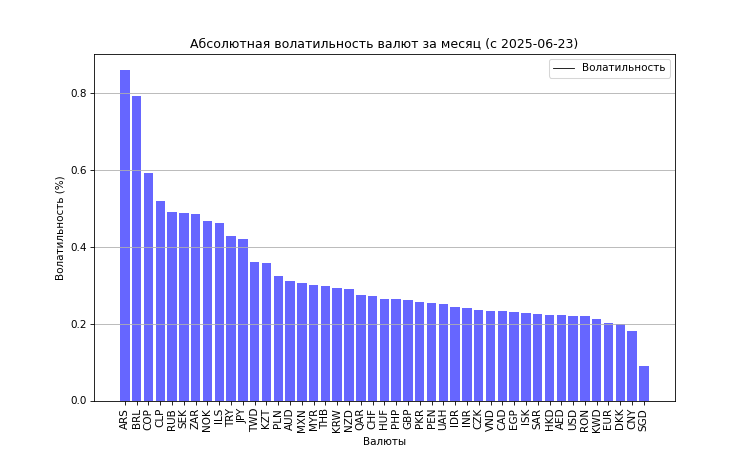 Абсолютная волатильность валют за месяц (с 2025-06-23)
Волатильность
Волатильность (%)
0.8
0.6
0.4
0.2
0.0
ARS BRL COP CLP RUB SEK ZAR NOK ILS TRY JPY TWD KZT PLN AUD MXN MYR THB KRW NZD QAR CHF HUF PHP GBP PKR PEN UAH IDR INR CZK VND CAD EGP ISK SAR HKD AED USD RON KWD EUR DKK CNY SGD
Валюты